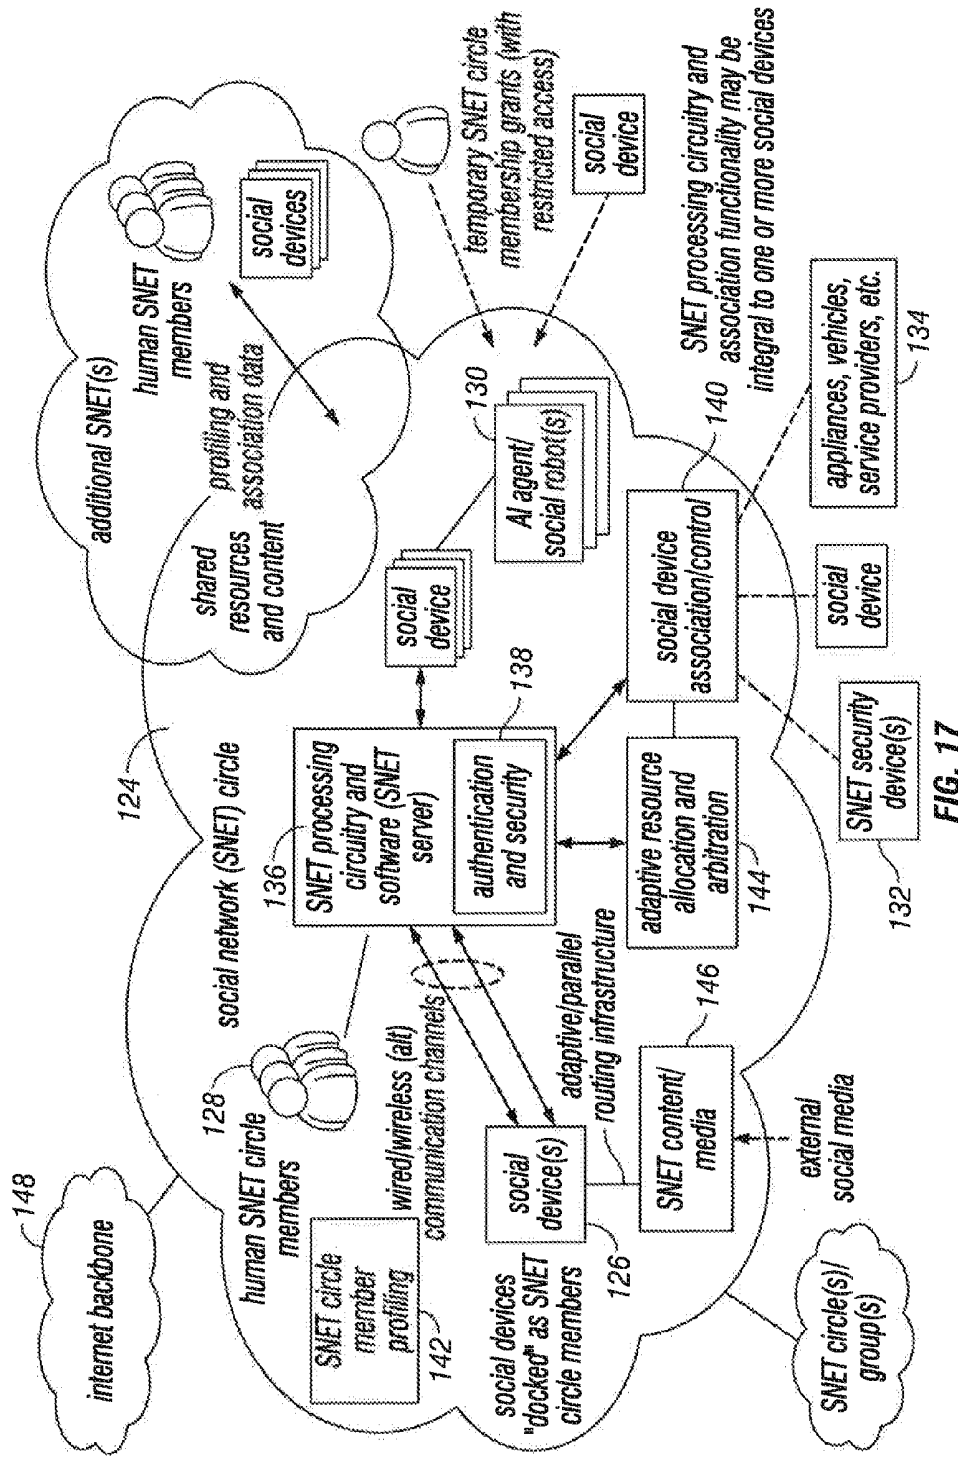 148
internet backbone
additional SNET(s)
human SNET
members
social
devices
profiling and
association data
shared
resources
and content
124
social network (SNET) circle
128
human SNET circle
members
SNET circle
member
profiling
142
wired/wireless (alt)
communication channels
136
SNET processing
circuitry and
software (SNET
server)
authentication
and security
138
social
device
AI agent/
social robot(s)
130
temporary SNET circle
membership grants (with
restricted access)
social
device
social devices
"docked" as SNET
circle members
social
device(s)
126
adaptive/parallel
routing infrastructure
SNET content/
media
146
external
social media
adaptive resource
allocation and
arbitration
144
social device
association/control
140
SNET processing circuitry and
association functionality may be
integral to one or more social devices
SNET circle(s)/
group(s)
SNET security
device(s)
132
social
device
appliances, vehicles,
service providers, etc.
134
FIG. 17